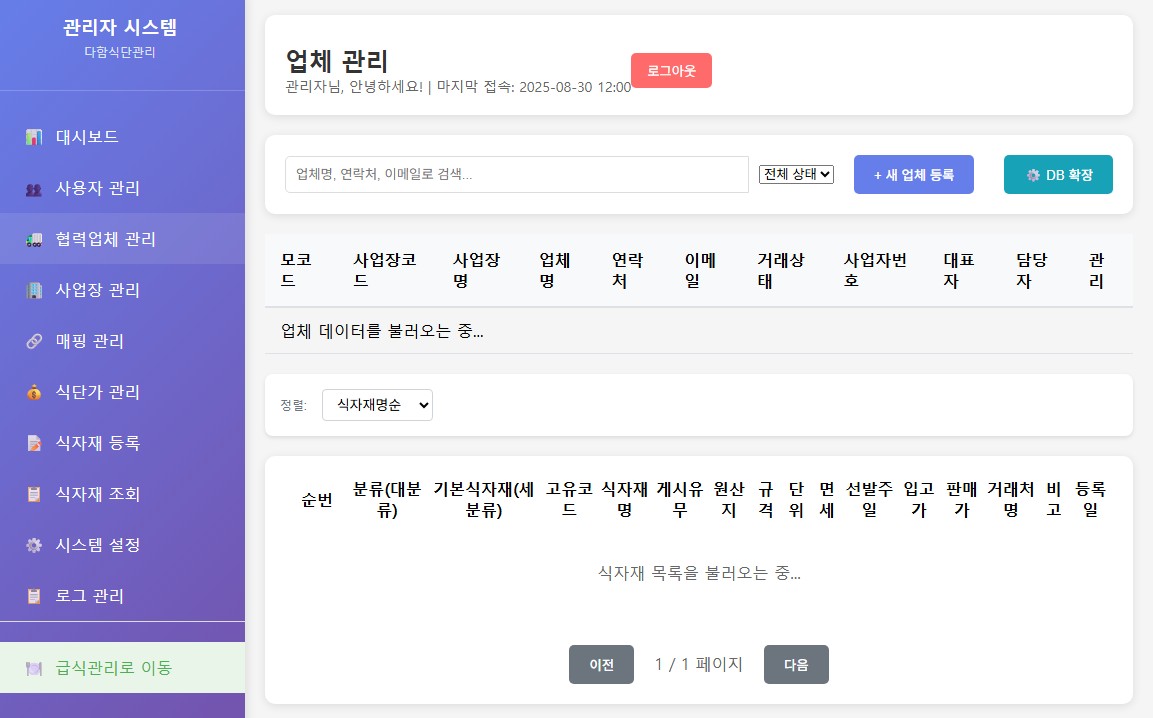 관리자 시스템
다함식단관리
대시보드
사용자 관리
협력업체 관리
사업장 관리
매핑 관리
식단가 관리
식자재 등록
식자재 조회
시스템 설정
로그 관리
급식관리로 이동
업체 관리
관리자님, 안녕하세요! | 마지막 접속: 2025-08-30 12:00
로그아웃
업체명, 연락처, 이메일로 검색...
전체 상태
+ 새 업체 등록
DB 확장
모코드
사업장코드
사업장명
업체명
연락처
이메일
거래상태
사업자번호
대표자
담당자
관리
업체 데이터를 불러오는 중...
정렬:
식자재명순
순번
분류(대분류)
기본식자재(세분류)
고유코드
식자재명
게시유무
원산지
규격
단위
면세
선발주일
입고가
판매가
거래처명
비고
등록일
식자재 목록을 불러오는 중...
이전
1 / 1 페이지
다음